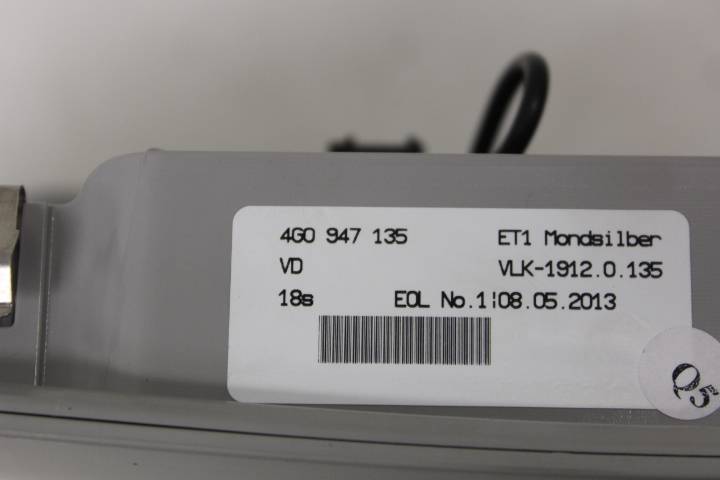 4G0 947 135 ET1 Mondsilber
VD VLK-1912.0.135
18s EOL No.1¦08.05.2013
Q5